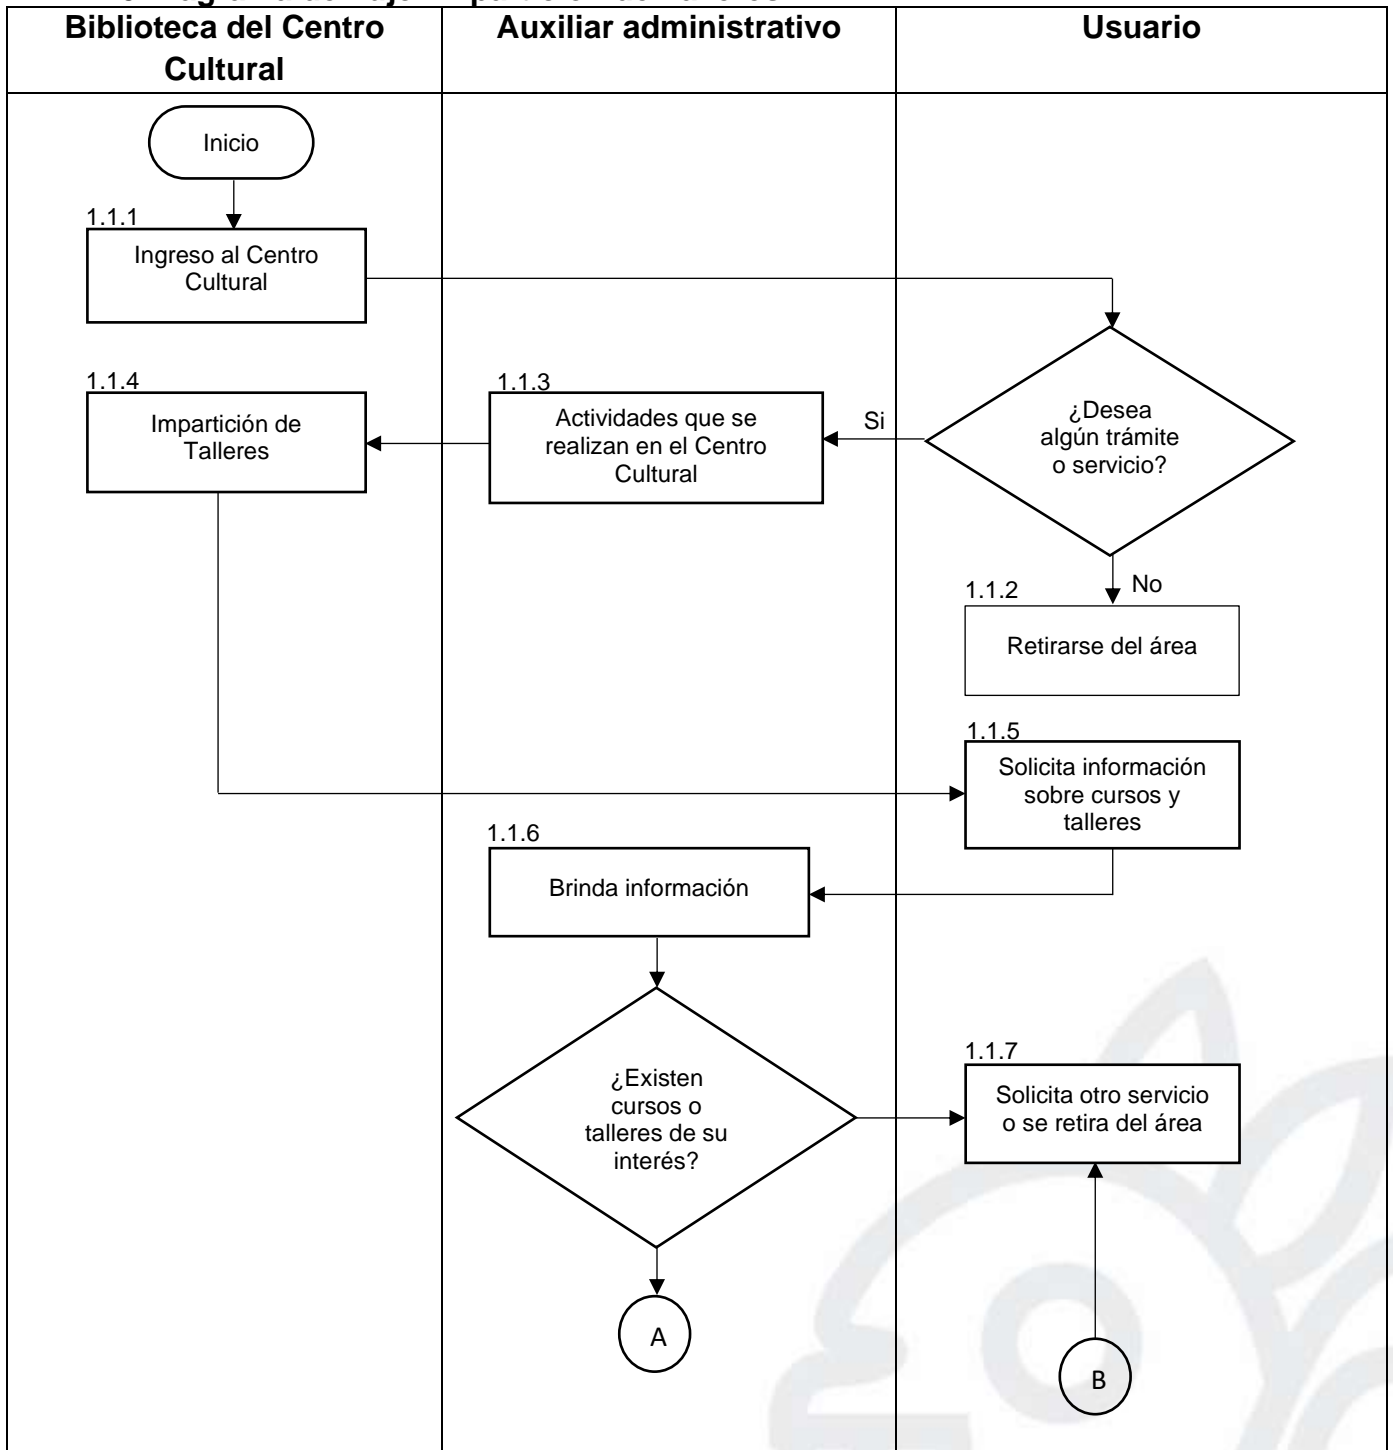 Biblioteca del Centro
Cultural
Auxiliar administrativo
Usuario
Inicio
1.1.1
Ingreso al Centro
Cultural
¿Desea
algún trámite
o servicio?
Si
No
1.1.2
Retirarse del área
1.1.3
Actividades que se
realizan en el Centro
Cultural
1.1.4
Impartición de
Talleres
1.1.5
Solicita información
sobre cursos y
talleres
1.1.6
Brinda información
¿Existen
cursos o
talleres de su
interés?
1.1.7
Solicita otro servicio
o se retira del área
A
B